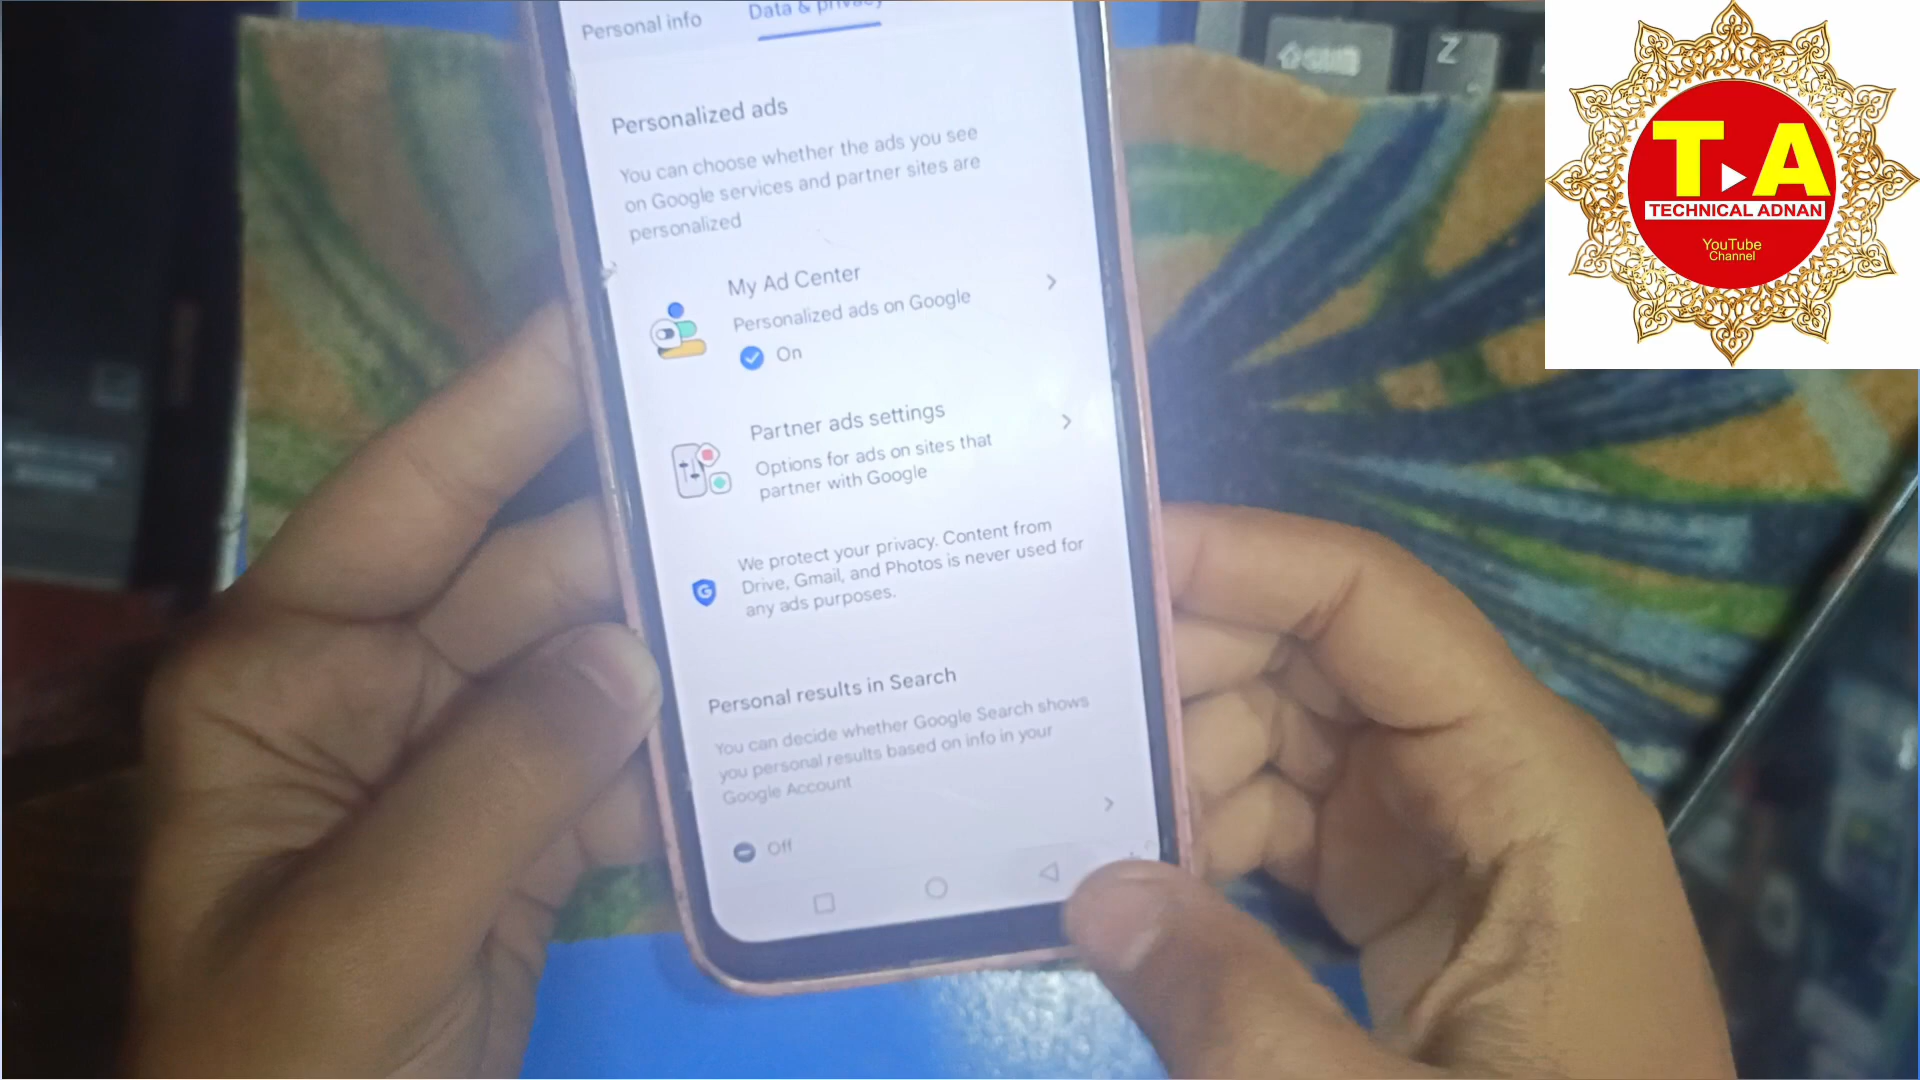 Personal info
Data & privacy
Personalized ads
You can choose whether the ads you see
on Google services and partner sites are
personalized
My Ad Center
Personalized ads on Google
On
Partner ads settings
Options for ads on sites that
partner with Google
We protect your privacy. Content from
Drive, Gmail, and Photos is never used for
any ads purposes.
Personal results in Search
You can decide whether Google Search shows
you personal results based on info in your
Google Account
Off
Z
T A
TECHNICAL ADNAN
YouTube
Channel